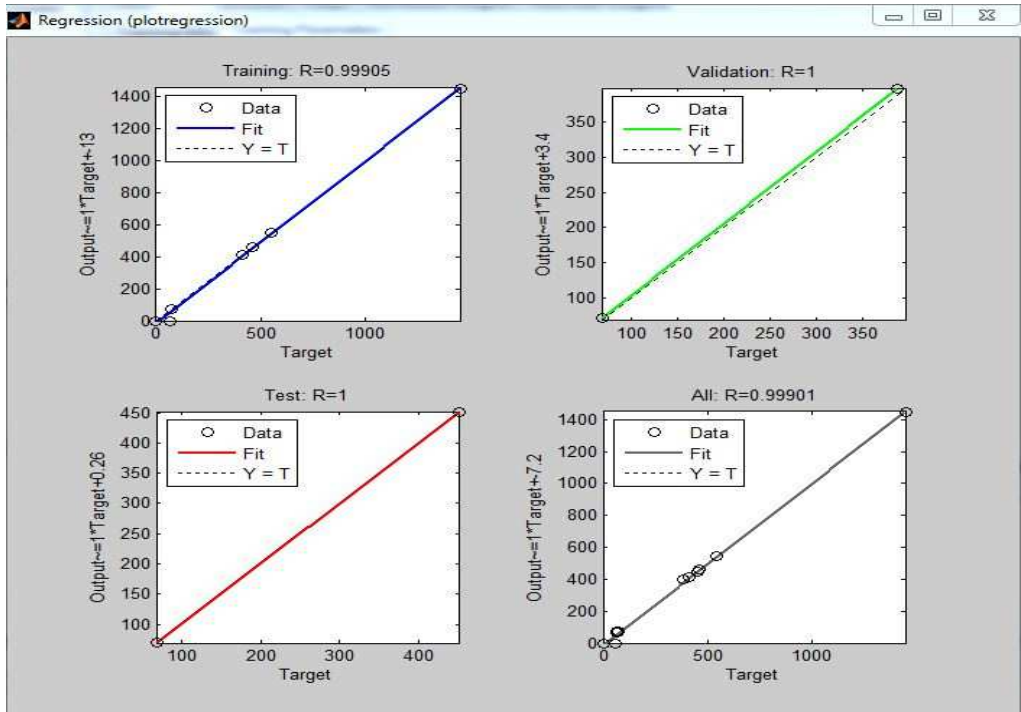 Regression (plotregression)
Training: R=0.99905
Output~=1*Target+-13
1400
1200
1000
800
600
400
200
0
Data
Fit
Y = T
0 500 1000
Target
Validation: R=1
Output~=1*Target+3.4
350
300
250
200
150
100
Data
Fit
Y = T
100 150 200 250 300 350
Target
Test: R=1
Output~=1*Target+0.26
450
400
350
300
250
200
150
100
Data
Fit
Y = T
100 200 300 400
Target
All: R=0.99901
Output~=1*Target+-7.2
1400
1200
1000
800
600
400
200
0
Data
Fit
Y = T
0 500 1000
Target